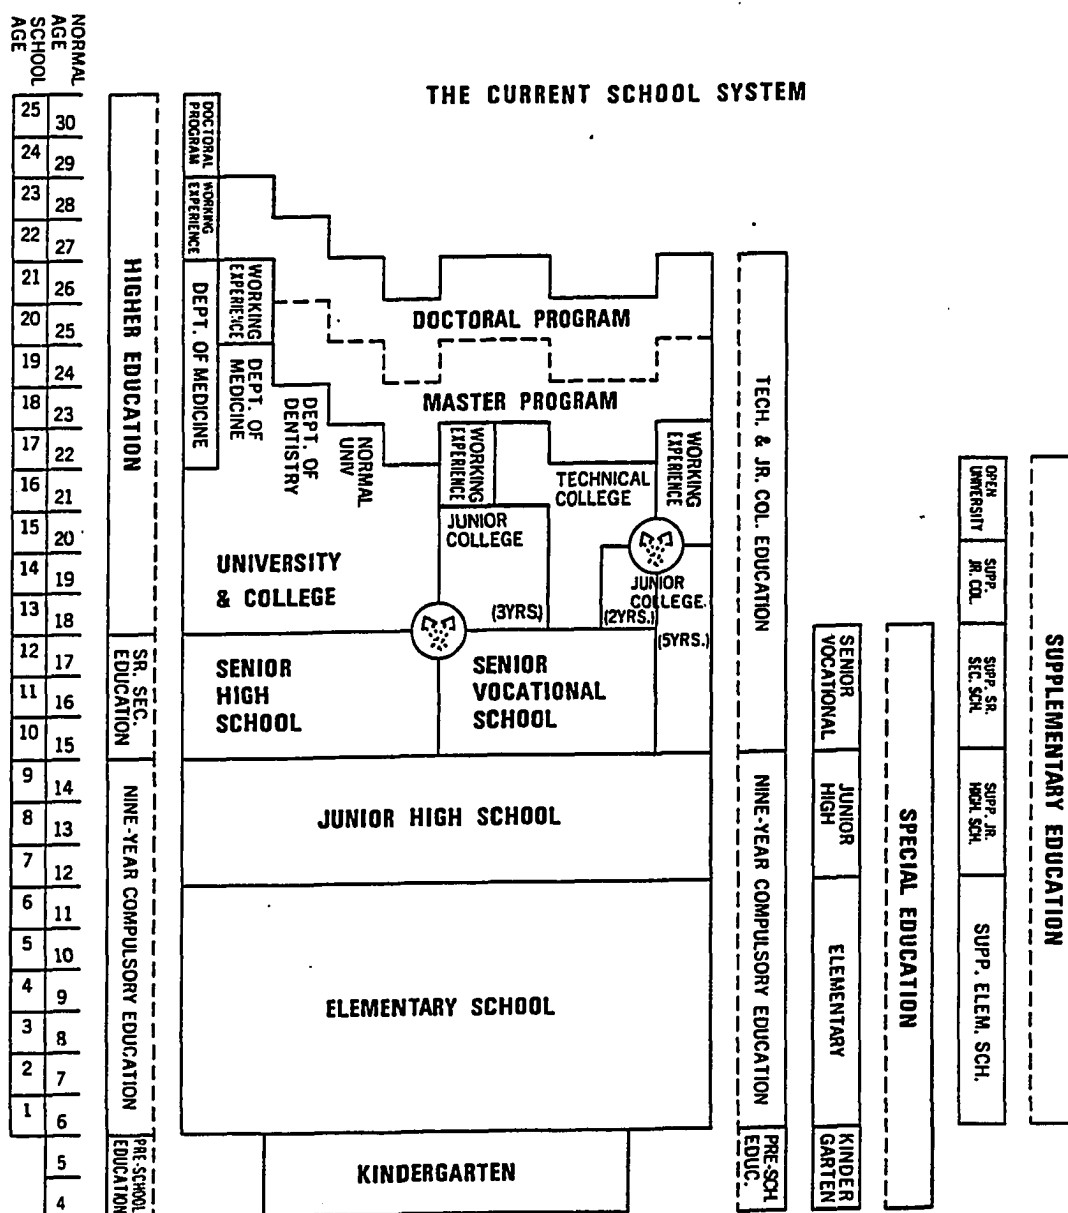 THE CURRENT SCHOOL SYSTEM
NORMAL
AGE
SCHOOL
AGE
25 30
24 29
23 28
22 27
21 26
20 25
19 24
18 23
17 22
16 21
15 20
14 19
13 18
12 17
11 16
10 15
9 14
8 13
7 12
6 11
5 10
4 9
3 8
2 7
1 6
5
4
HIGHER EDUCATION
SR. SEC.
EDUCATION
NINE-YEAR COMPULSORY EDUCATION
PRE-SCHOOL
EDUCATION
DOCTORAL
PROGRAM
WORKING
EXPERIENCE
DEPT. OF MEDICINE
WORKING
EXPERIENCE
DEPT. OF
MEDICINE
DEPT. OF
DENTISTRY
NORMAL
UNIV
DOCTORAL PROGRAM
MASTER PROGRAM
WORKING
EXPERIENCE
TECHNICAL
COLLEGE
WORKING
EXPERIENCE
JUNIOR
COLLEGE
(3YRS.)
JUNIOR
COLLEGE.
(2YRS.)
(5YRS.)
UNIVERSITY
& COLLEGE
SENIOR
HIGH
SCHOOL
SENIOR
VOCATIONAL
SCHOOL
JUNIOR HIGH SCHOOL
ELEMENTARY SCHOOL
KINDERGARTEN
TECH. & JR. COL. EDUCATION
NINE-YEAR COMPULSORY EDUCATION
PRE-SCH.
EDUC.
SENIOR
VOCATIONAL
JUNIOR
HIGH
ELEMENTARY
KINDER
GARTEN
SPECIAL EDUCATION
OPEN
UNIVERSITY
SUPP.
JR. COL.
SUPP. SR.
SEC. SCH.
SUPP. JR.
HIGH. SCH.
SUPP. ELEM. SCH.
SUPPLEMENTARY EDUCATION